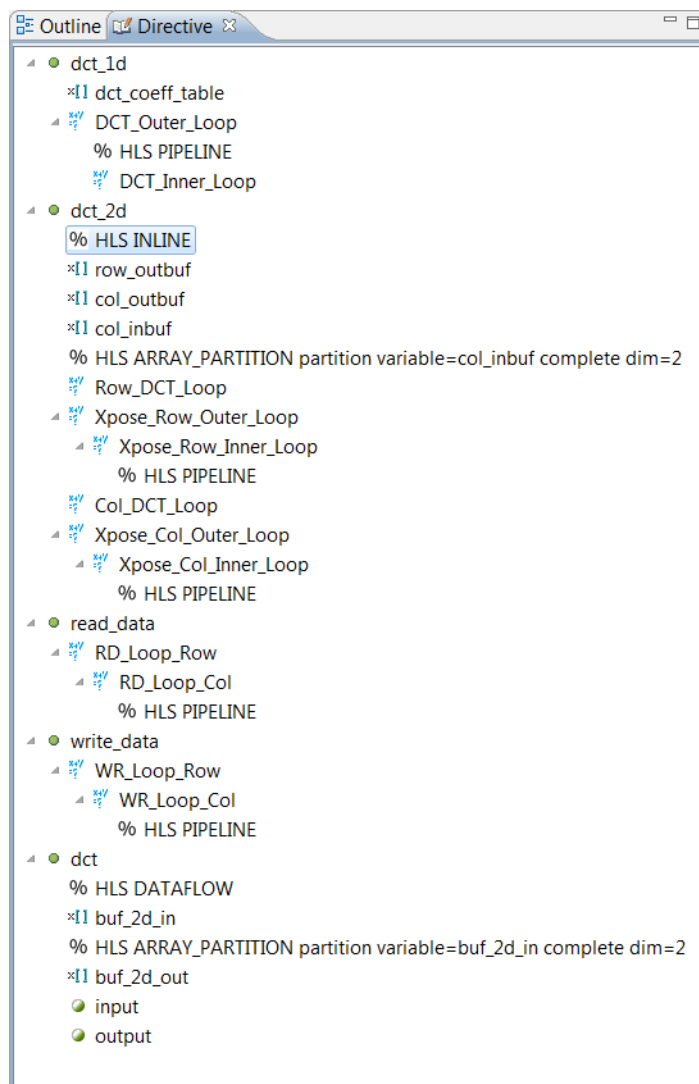 Outline Directive
dct_1d
x[] dct_coeff_table
DCT_Outer_Loop
% HLS PIPELINE
DCT_Inner_Loop
dct_2d
% HLS INLINE
x[] row_outbuf
x[] col_outbuf
x[] col_inbuf
% HLS ARRAY_PARTITION partition variable=col_inbuf complete dim=2
Row_DCT_Loop
Xpose_Row_Outer_Loop
Xpose_Row_Inner_Loop
% HLS PIPELINE
Col_DCT_Loop
Xpose_Col_Outer_Loop
Xpose_Col_Inner_Loop
% HLS PIPELINE
read_data
RD_Loop_Row
RD_Loop_Col
% HLS PIPELINE
write_data
WR_Loop_Row
WR_Loop_Col
% HLS PIPELINE
dct
% HLS DATAFLOW
x[] buf_2d_in
% HLS ARRAY_PARTITION partition variable=buf_2d_in complete dim=2
x[] buf_2d_out
input
output